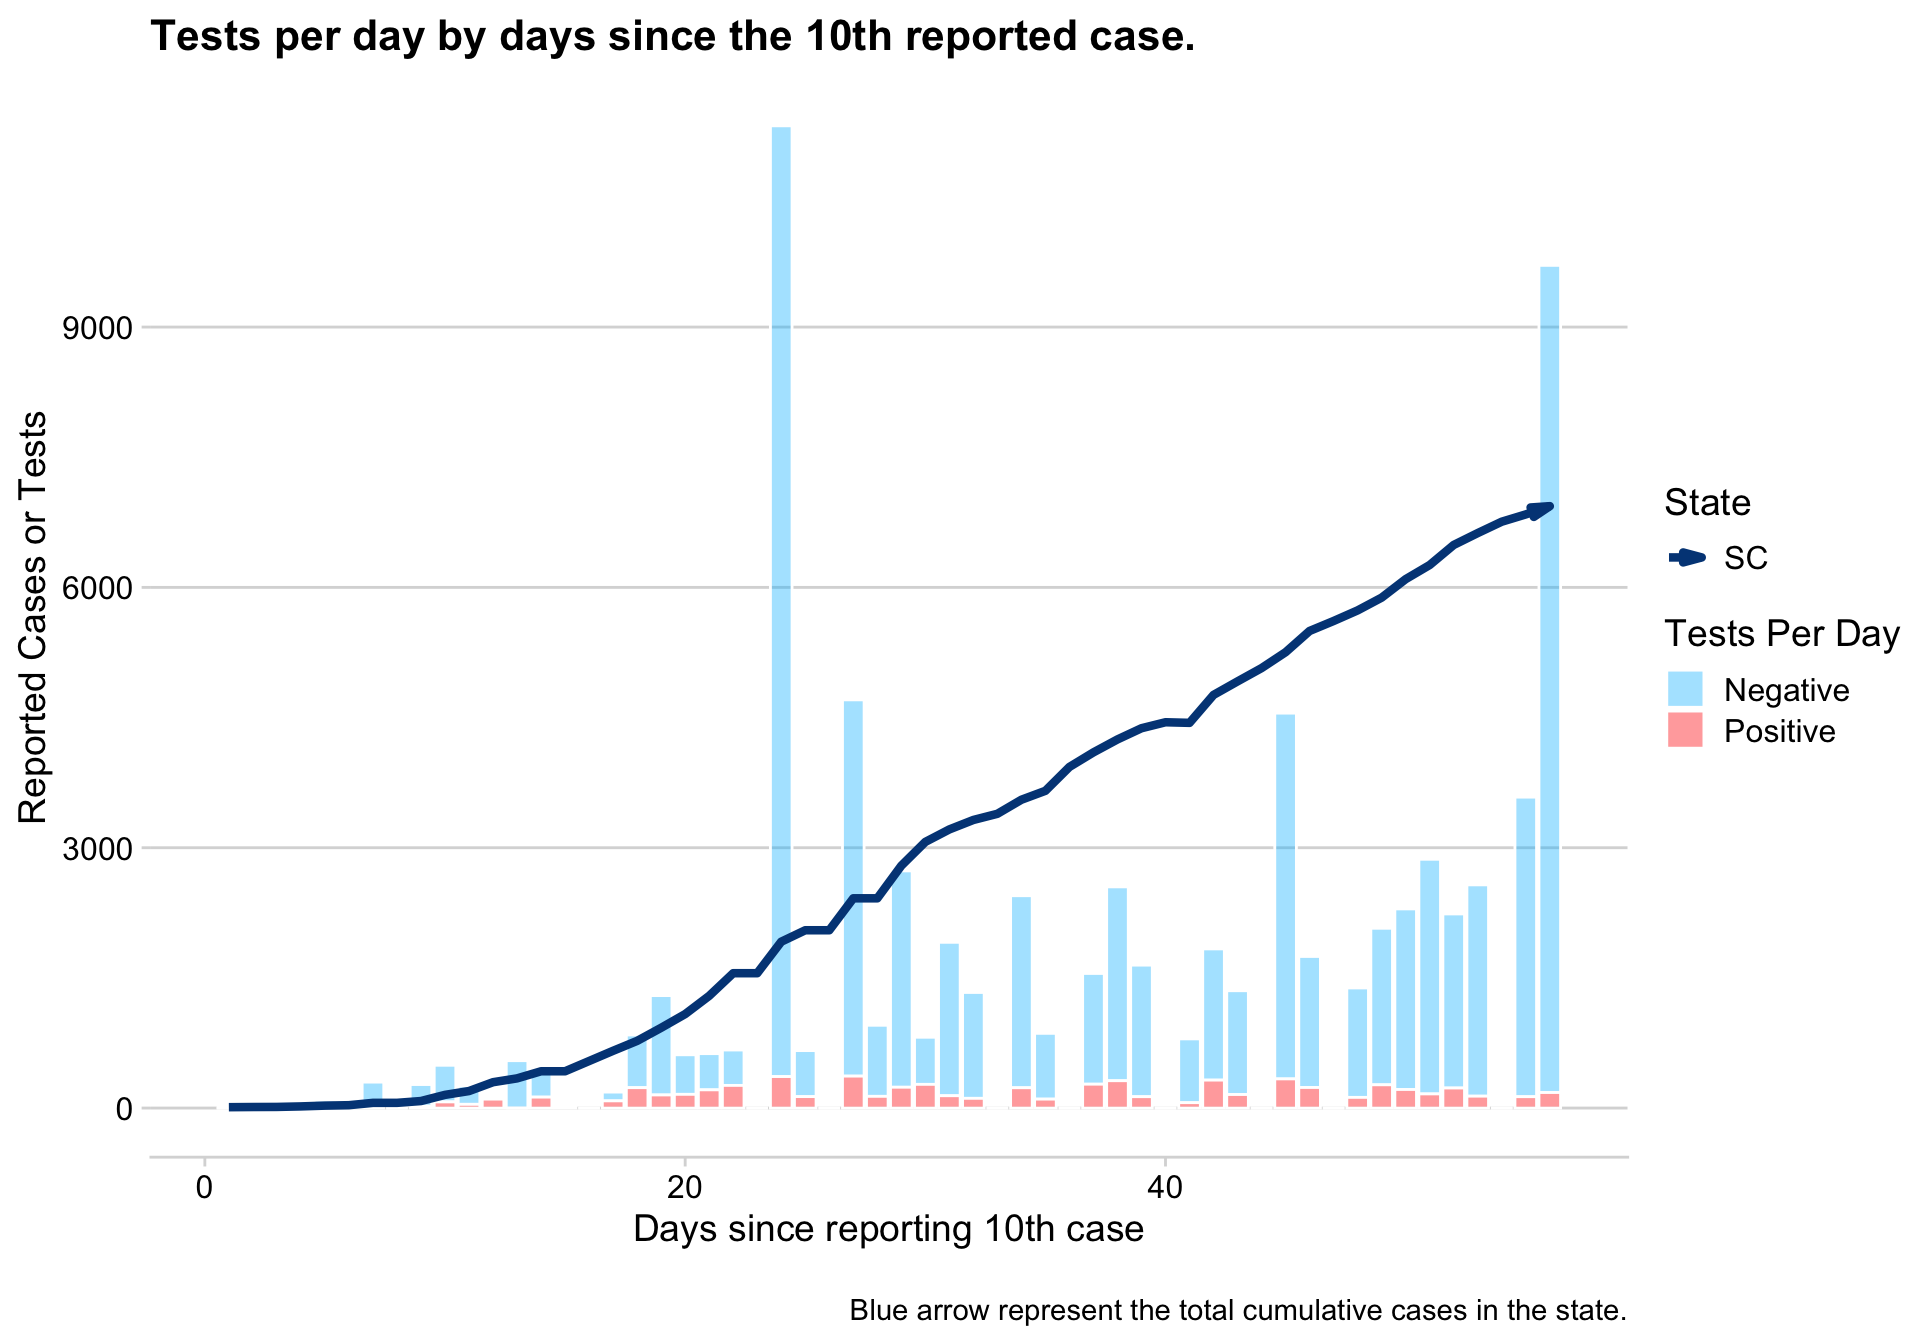 Tests per day by days since the 10th reported case.
Reported Cases or Tests
9000
6000
3000
0
0
20
40
Days since reporting 10th case
State
SC
Tests Per Day
Negative
Positive
Blue arrow represent the total cumulative cases in the state.